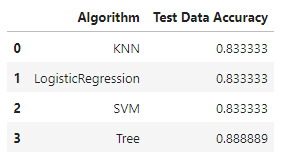 Algorithm Test Data Accuracy
0 KNN 0.833333
1 LogisticRegression 0.833333
2 SVM 0.833333
3 Tree 0.888889